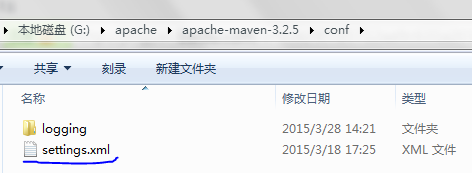 本地磁盘 (G:) ▸ apache ▸ apache-maven-3.2.5 ▸ conf ▸
共享 刻录 新建文件夹
名称 修改日期 类型
logging 2015/3/28 14:21 文件夹
settings.xml 2015/3/18 17:25 XML 文件